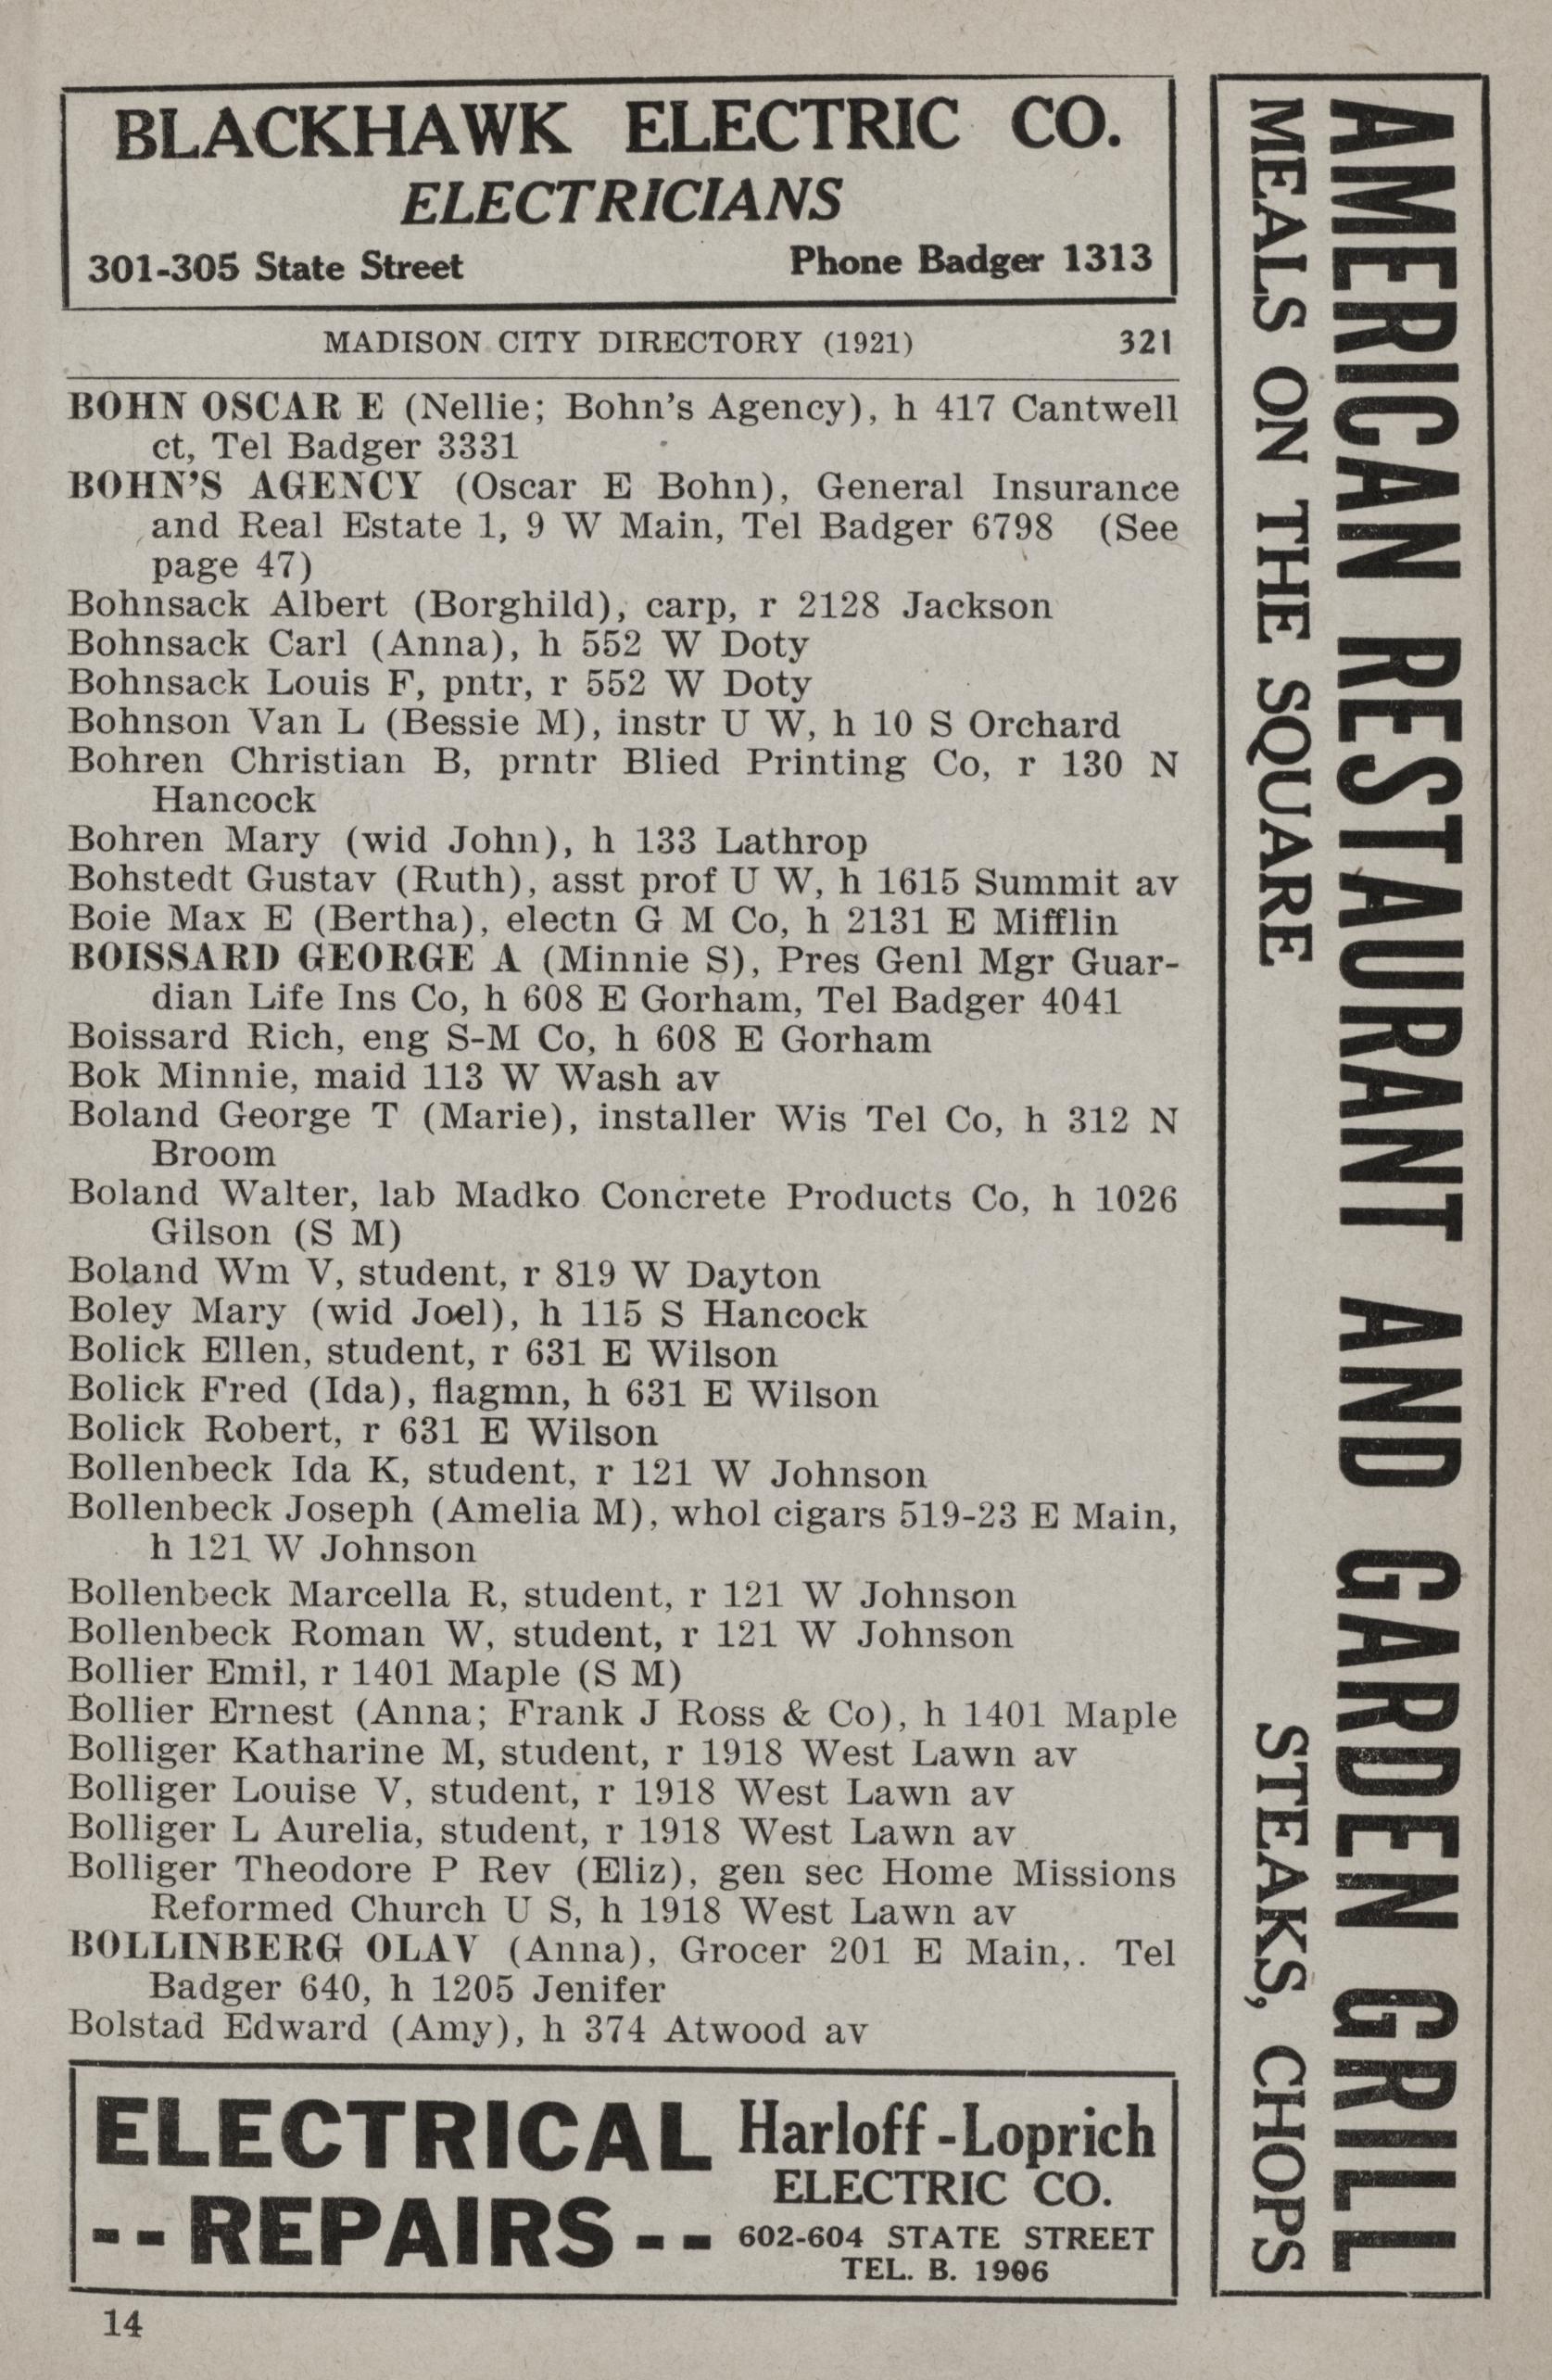 BLACKHAWK ELECTRIC CO.
ELECTRICIANS
301-305 State Street Phone Badger 1313
MADISON CITY DIRECTORY (1921) 321
BOHN OSCAR E (Nellie; Bohn's Agency), h 417 Cantwell
ct, Tel Badger 3331
BOHN'S AGENCY (Oscar E Bohn), General Insurance
and Real Estate 1, 9 W Main, Tel Badger 6798 (See
page 47)
Bohnsack Albert (Borghild), carp, r 2128 Jackson
Bohnsack Carl (Anna), h 552 W Doty
Bohnsack Louis F, pntr, r 552 W Doty
Bohnson Van L (Bessie M), instr U W, h 10 S Orchard
Bohren Christian B, prntr Blied Printing Co, r 130 N
Hancock
Bohren Mary (wid John), h 133 Lathrop
Bohstedt Gustav (Ruth), asst prof U W, h 1615 Summit av
Boie Max E (Bertha), electn G M Co, h 2131 E Mifflin
BOISSARD GEORGE A (Minnie S), Pres Genl Mgr Guar-
dian Life Ins Co, h 608 E Gorham, Tel Badger 4041
Boissard Rich, eng S-M Co, h 608 E Gorham
Bok Minnie, maid 113 W Wash av
Boland George T (Marie), installer Wis Tel Co, h 312 N
Broom
Boland Walter, lab Madko Concrete Products Co, h 1026
Gilson (S M)
Boland Wm V, student, r 819 W Dayton
Boley Mary (wid Joel), h 115 S Hancock
Bolick Ellen, student, r 631 E Wilson
Bolick Fred (Ida), flagmn, h 631 E Wilson
Bolick Robert, r 631 E Wilson
Bollenbeck Ida K, student, r 121 W Johnson
Bollenbeck Joseph (Amelia M), whol cigars 519-23 E Main,
h 121 W Johnson
Bollenbeck Marcella R, student, r 121 W Johnson
Bollenbeck Roman W, student, r 121 W Johnson
Bollier Emil, r 1401 Maple (S M)
Bollier Ernest (Anna; Frank J Ross & Co), h 1401 Maple
Bolliger Katharine M, student, r 1918 West Lawn av
Bolliger Louise V, student, r 1918 West Lawn av
Bolliger L Aurelia, student, r 1918 West Lawn av
Bolliger Theodore P Rev (Eliz), gen sec Home Missions
Reformed Church U S, h 1918 West Lawn av
BOLLINBERG OLAV (Anna), Grocer 201 E Main,. Tel
Badger 640, h 1205 Jenifer
Bolstad Edward (Amy), h 374 Atwood av
ELECTRICAL
--REPAIRS--
Harloff-Loprich
ELECTRIC CO.
602-604 STATE STREET
TEL. B. 1906
14
AMERICAN RESTAURANT AND GARDEN GRILL
MEALS ON THE SQUARE STEAKS, CHOPS